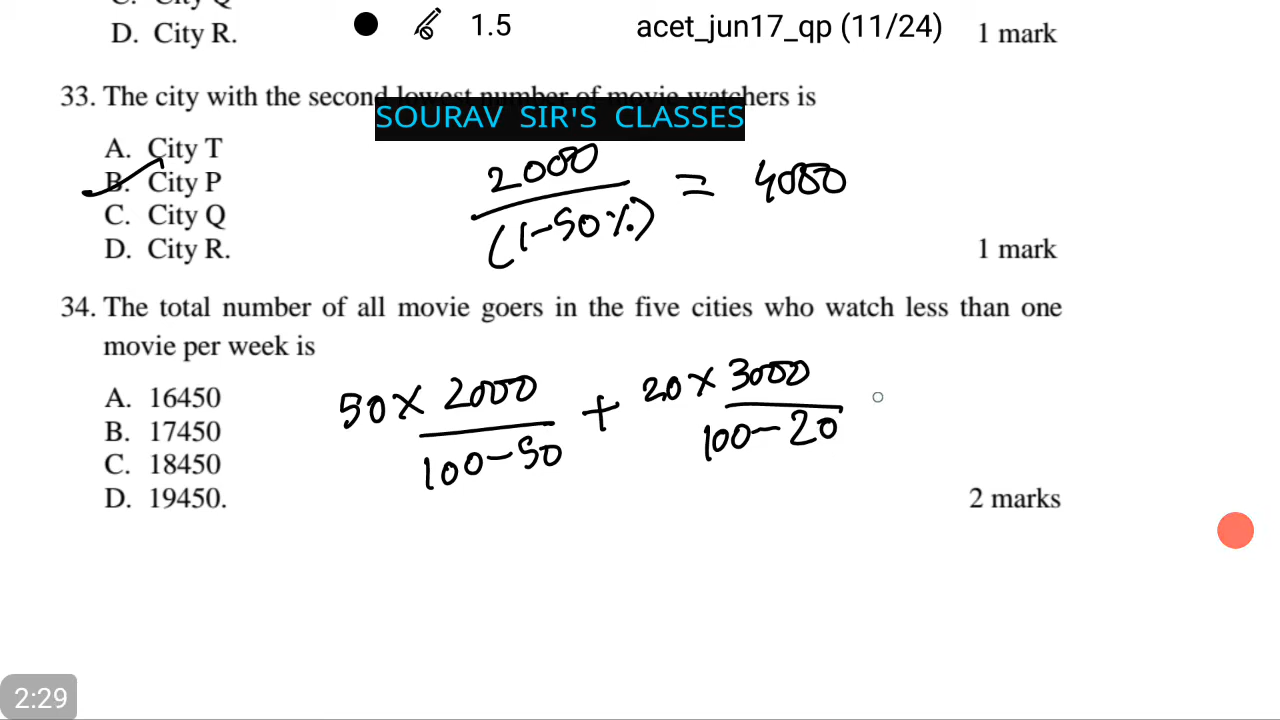 D. City R.
1.5
acet_jun17_qp (11/24)
1 mark
33. The city with the second lowest number of movie watchers is
SOURAV SIR'S CLASSES
A. City T
B. City P
C. City Q
D. City R.
2000
(1-50%)
= 4000
1 mark
34. The total number of all movie goers in the five cities who watch less than one
movie per week is
A. 16450
B. 17450
C. 18450
D. 19450.
50 × 2000
100-50
+ 20 × 3000
100-20
2 marks
2:29